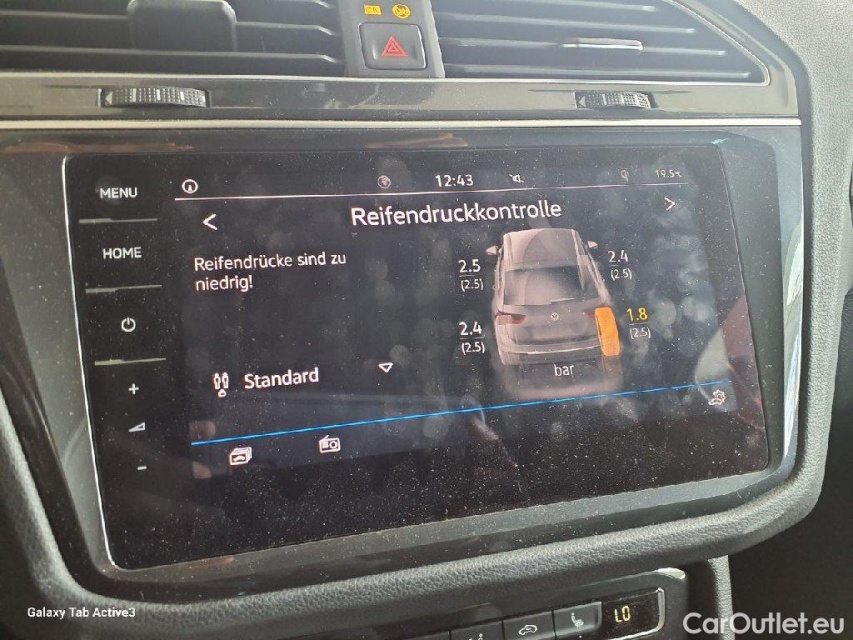 MENU
HOME
12:43
19.5°C
Reifendruckkontrolle
Reifendrücke sind zu
niedrig!
2.5
(2.5)
2.4
(2.5)
2.4
(2.5)
1.8
(2.5)
bar
Standard
+
-
LO
Galaxy Tab Active3
CarOutlet.eu